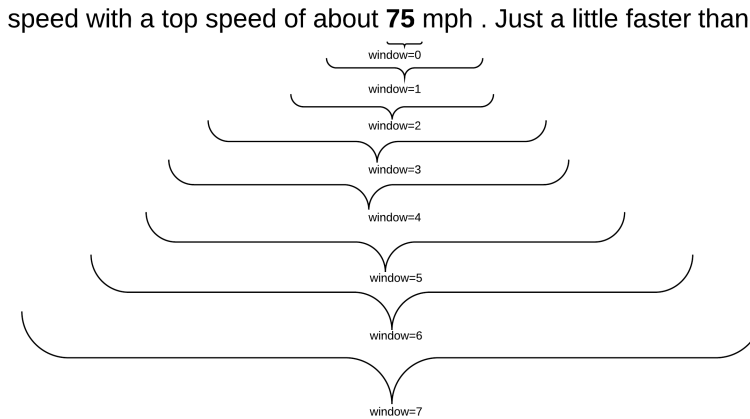 speed with a top speed of about 75 mph . Just a little faster than
window=0
window=1
window=2
window=3
window=4
window=5
window=6
window=7